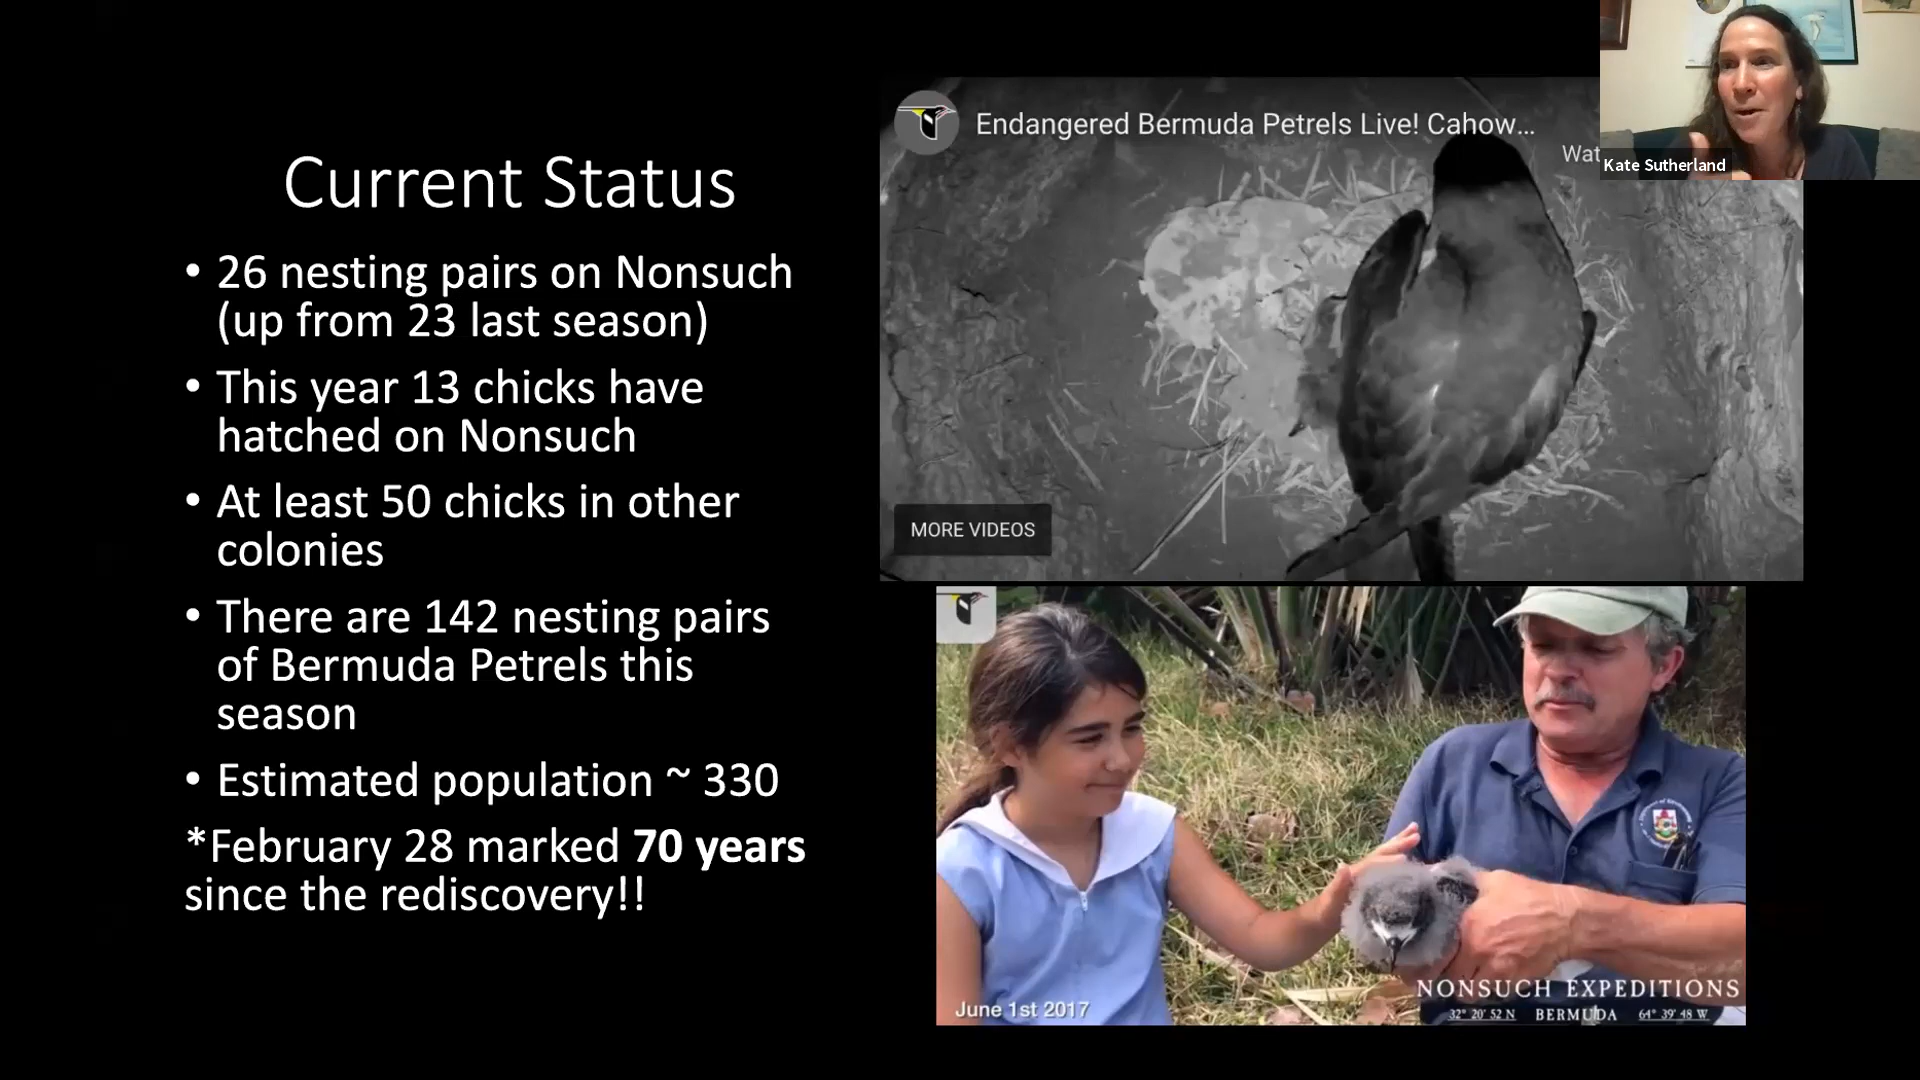 Current Status
• 26 nesting pairs on Nonsuch
(up from 23 last season)
• This year 13 chicks have
hatched on Nonsuch
• At least 50 chicks in other
colonies
• There are 142 nesting pairs
of Bermuda Petrels this
season
• Estimated population ~ 330
*February 28 marked 70 years
since the rediscovery!!
Endangered Bermuda Petrels Live! Cahow...
Wat
Kate Sutherland
MORE VIDEOS
June 1st 2017
NONSUCH EXPEDITIONS
32° 20' 52 N BERMUDA 64° 39' 48 W